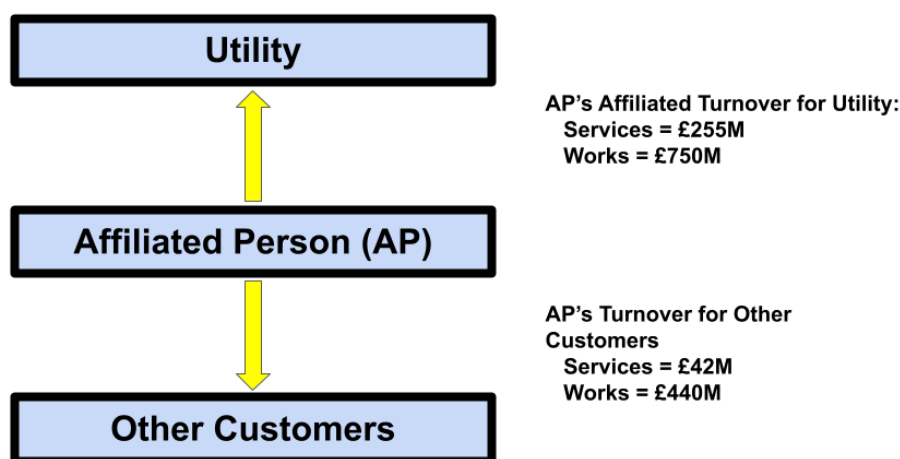 Utility
AP's Affiliated Turnover for Utility:
Services = £255M
Works = £750M
Affiliated Person (AP)
AP's Turnover for Other
Customers
Services = £42M
Works = £440M
Other Customers